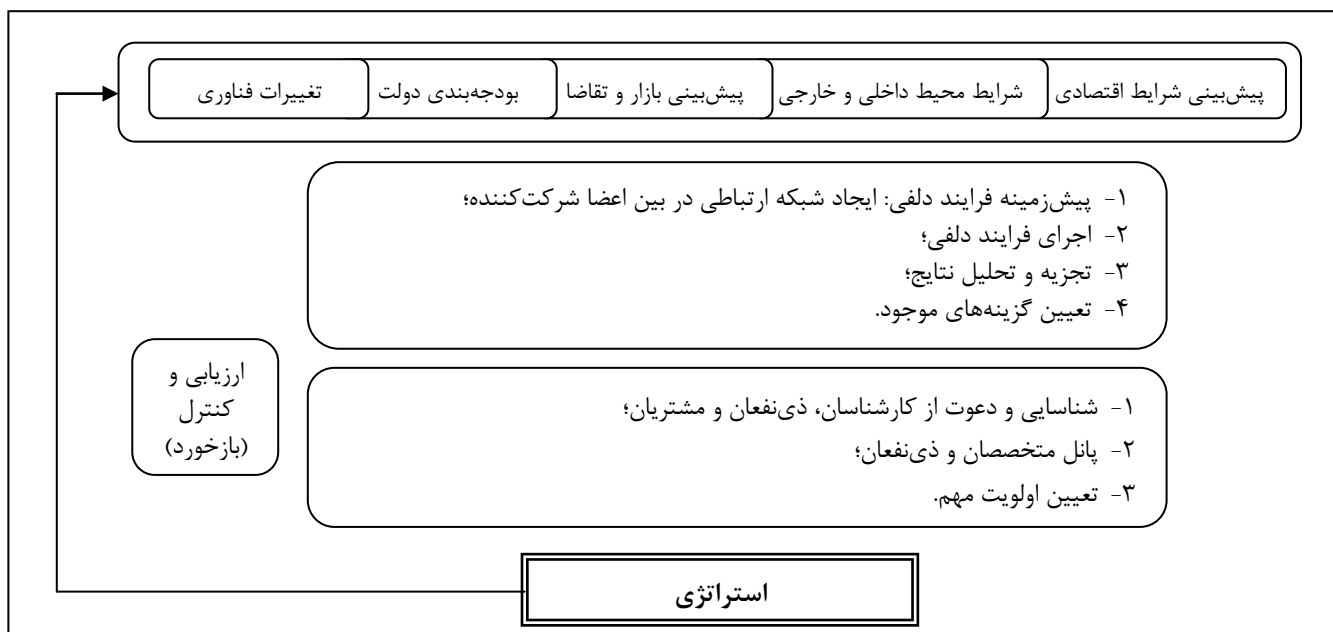 پیش‌بینی شرایط اقتصادی
شرایط محیط داخلی و خارجی
پیش‌بینی بازار و تقاضا
بودجه‌بندی دولت
تغییرات فناوری
۱- پیش‌زمینه فرایند دلفی: ایجاد شبکه ارتباطی در بین اعضا شرکت‌کننده؛
۲- اجرای فرایند دلفی؛
۳- تجزیه و تحلیل نتایج؛
۴- تعیین گزینه‌های موجود.
ارزیابی و
کنترل
(بازخورد)
۱- شناسایی و دعوت از کارشناسان، ذی‌نفعان و مشتریان؛
۲- پانل متخصصان و ذی‌نفعان؛
۳- تعیین اولویت مهم.
استراتژی